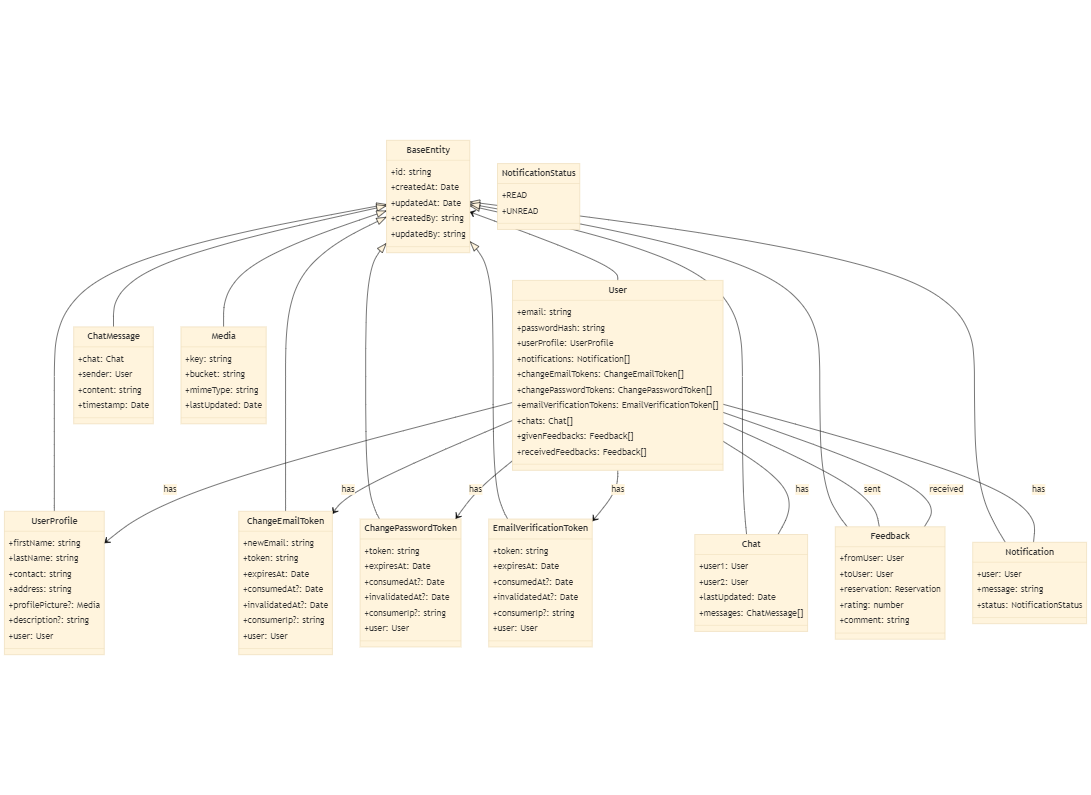 BaseEntity
+id: string
+createdAt: Date
+updatedAt: Date
+createdBy: string
+updatedBy: string
NotificationStatus
+READ
+UNREAD
User
+email: string
+passwordHash: string
+userProfile: UserProfile
+notifications: Notification[]
+changeEmailTokens: ChangeEmailToken[]
+changePasswordTokens: ChangePasswordToken[]
+emailVerificationTokens: EmailVerificationToken[]
+chats: Chat[]
+givenFeedbacks: Feedback[]
+receivedFeedbacks: Feedback[]
ChatMessage
+chat: Chat
+sender: User
+content: string
+timestamp: Date
Media
+key: string
+bucket: string
+mimeType: string
+lastUpdated: Date
has
has
has
has
has
sent
received
has
UserProfile
+firstName: string
+lastName: string
+contact: string
+address: string
+profilePicture?: Media
+description?: string
+user: User
ChangeEmailToken
+newEmail: string
+token: string
+expiresAt: Date
+consumedAt?: Date
+invalidatedAt?: Date
+consumerIp?: string
+user: User
ChangePasswordToken
+token: string
+expiresAt: Date
+consumedAt?: Date
+invalidatedAt?: Date
+consumerIp?: string
+user: User
EmailVerificationToken
+token: string
+expiresAt: Date
+consumedAt?: Date
+invalidatedAt?: Date
+consumerIp?: string
+user: User
Chat
+user1: User
+user2: User
+lastUpdated: Date
+messages: ChatMessage[]
Feedback
+fromUser: User
+toUser: User
+reservation: Reservation
+rating: number
+comment: string
Notification
+user: User
+message: string
+status: NotificationStatus